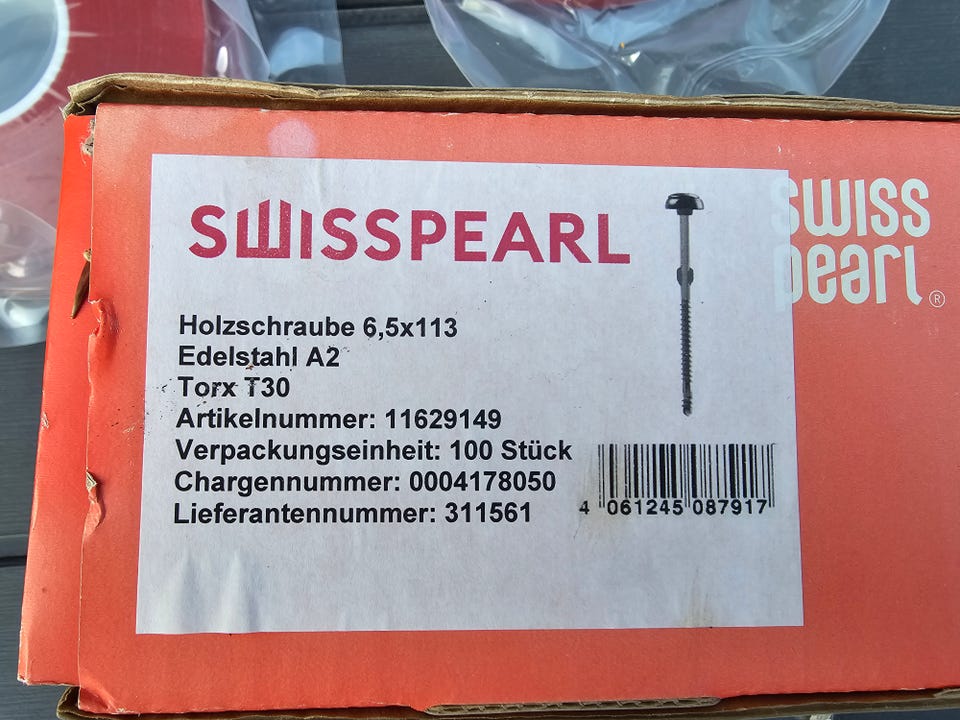 SWISSPEARL
swiss
pearl®
Holzschraube 6,5x113
Edelstahl A2
Torx T30
Artikelnummer: 11629149
Verpackungseinheit: 100 Stück
Chargennummer: 0004178050
Lieferantennummer: 311561
4 061245 087917